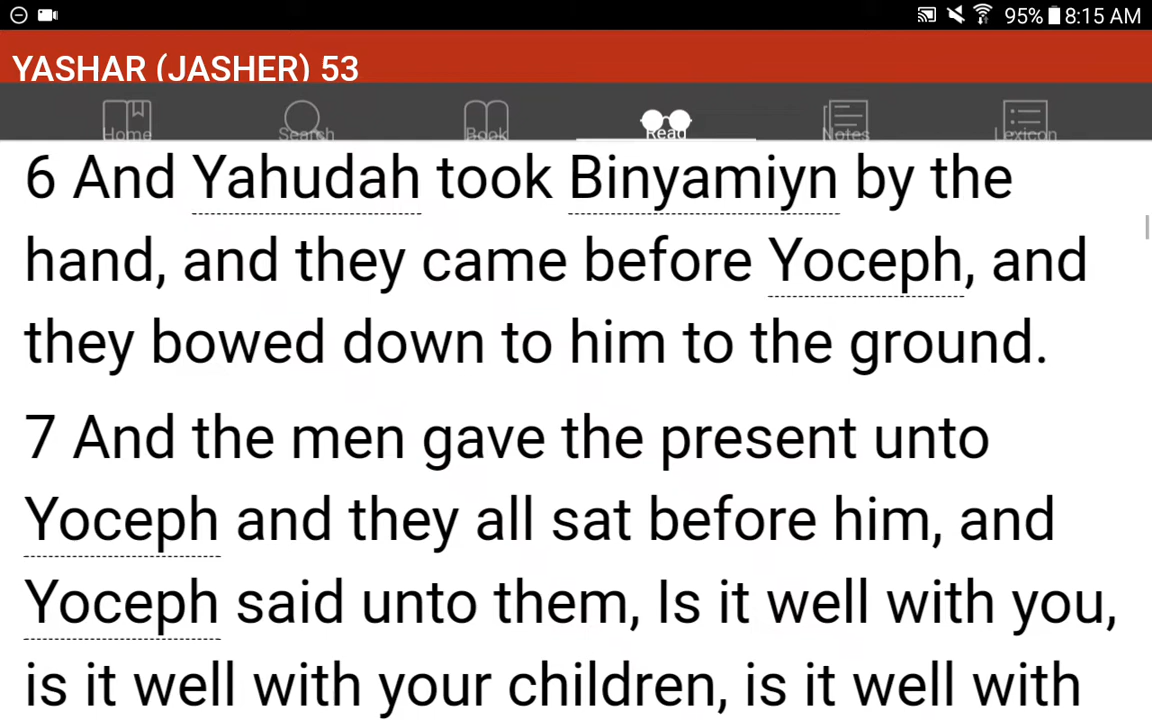 95% 8:15 AM
YASHAR (JASHER) 53
Home Search Book Read Notes Lexicon
6 And Yahudah took Binyamiyn by the
hand, and they came before Yoceph, and
they bowed down to him to the ground.
7 And the men gave the present unto
Yoceph and they all sat before him, and
Yoceph said unto them, Is it well with you,
is it well with your children, is it well with